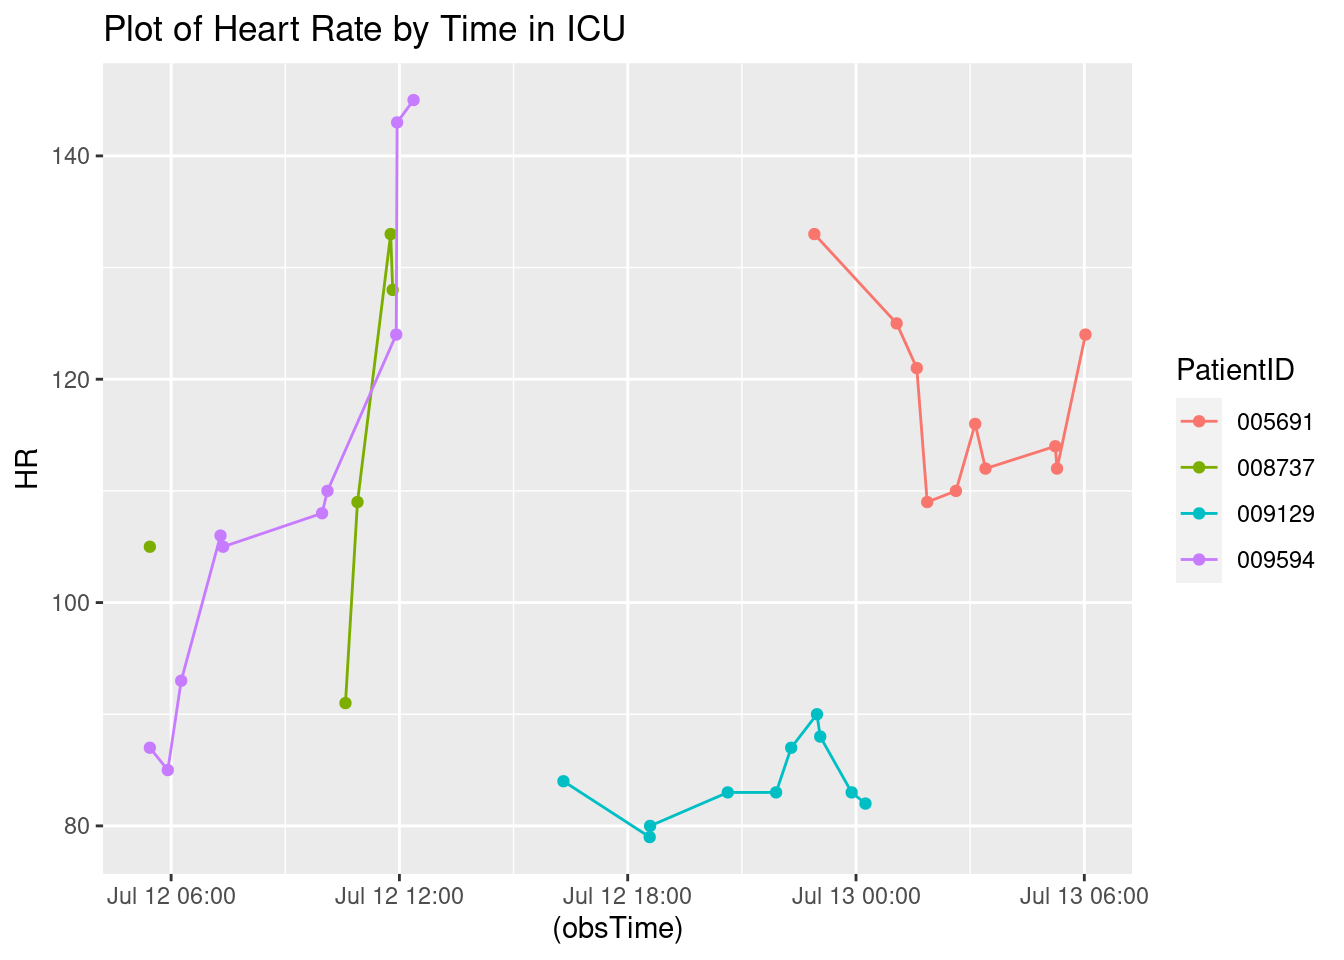 Plot of Heart Rate by Time in ICU
HR
140
120
100
80
Jul 12 06:00 Jul 12 12:00 Jul 12 18:00 Jul 13 00:00 Jul 13 06:00
(obsTime)
PatientID
005691
008737
009129
009594